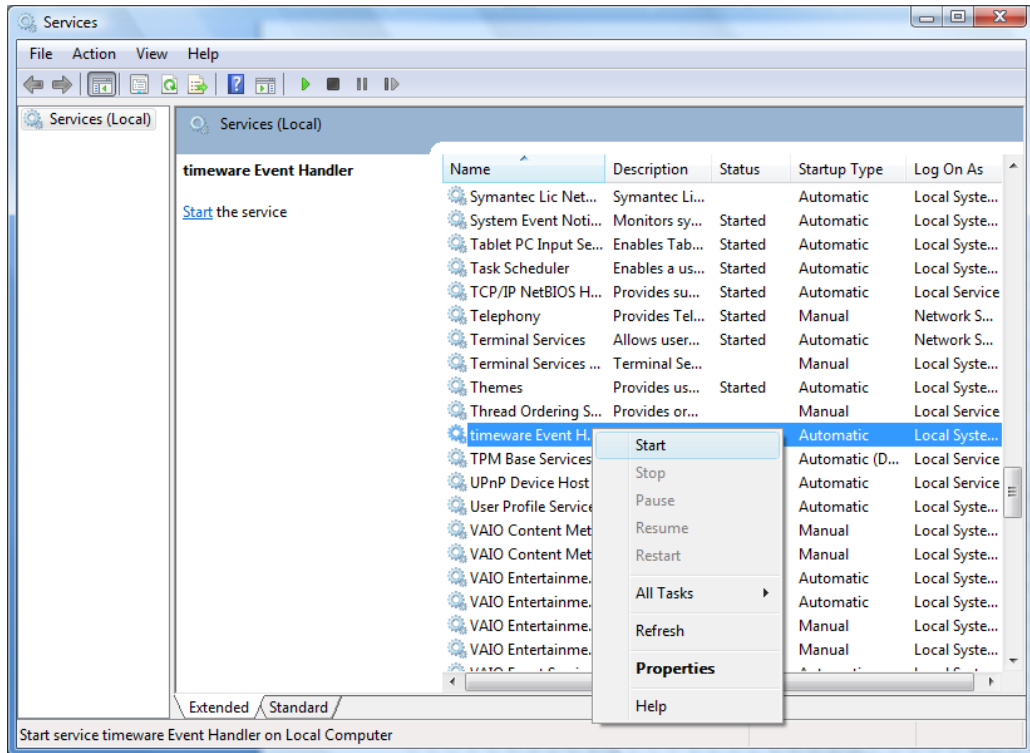 Services
File Action View Help
Services (Local)
Services (Local)
timeware Event Handler
Start the service
Name Description Status Startup Type Log On As
Symantec Lic Net... Symantec Li... Automatic Local Syste...
System Event Noti... Monitors sy... Started Automatic Local Syste...
Tablet PC Input Se... Enables Tab... Started Automatic Local Syste...
Task Scheduler Enables a us... Started Automatic Local Syste...
TCP/IP NetBIOS H... Provides su... Started Automatic Local Service
Telephony Provides Tel... Started Manual Network S...
Terminal Services Allows user... Started Automatic Network S...
Terminal Services ... Terminal Se... Manual Local Syste...
Themes Provides us... Started Automatic Local Syste...
Thread Ordering S... Provides or... Manual Local Service
timeware Event H. Automatic Local Syste...
TPM Base Services Automatic (D... Local Service
UPnP Device Host Automatic Local Service
User Profile Service Automatic Local Syste...
VAIO Content Met Manual Local Syste...
VAIO Content Met Manual Local Syste...
VAIO Entertainme. Automatic Local Syste...
VAIO Entertainme. Automatic Local Syste...
VAIO Entertainme. Manual Local Syste...
VAIO Entertainme. Manual Local Syste...
Start
Stop
Pause
Resume
Restart
All Tasks
Refresh
Properties
Help
Extended Standard
Start service timeware Event Handler on Local Computer